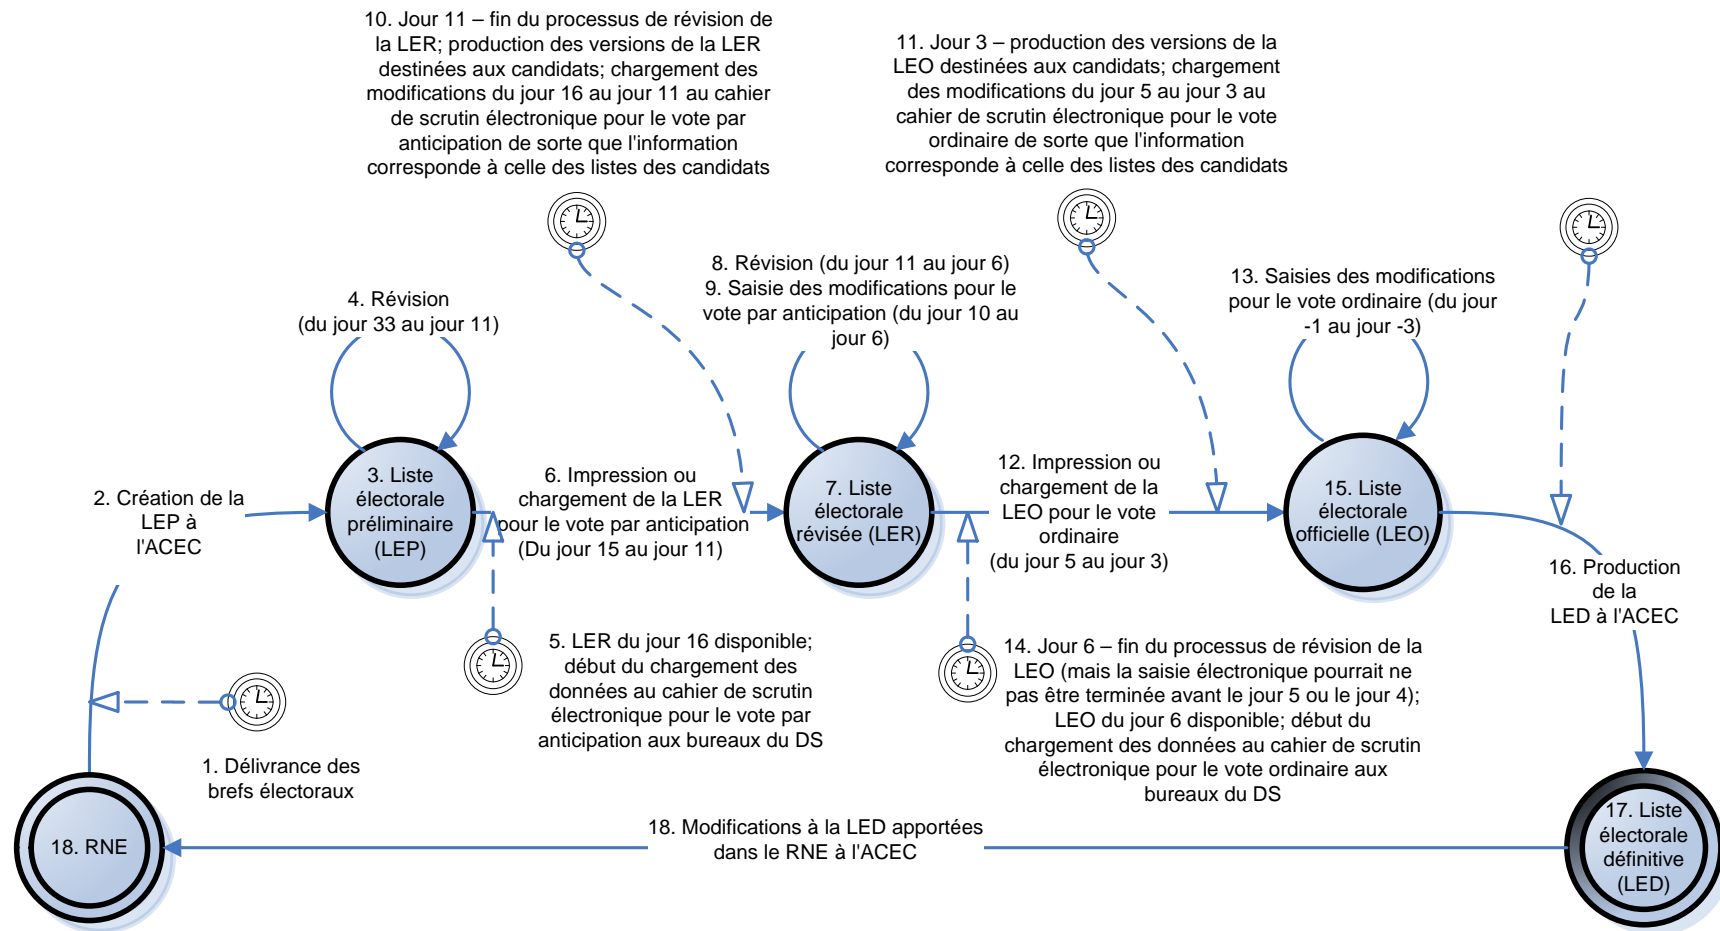 10. Jour 11 – fin du processus de révision de
la LER; production des versions de la LER
destinées aux candidats; chargement des
modifications du jour 16 au jour 11 au cahier
de scrutin électronique pour le vote par
anticipation de sorte que l'information
corresponde à celle des listes des candidats
11. Jour 3 – production des versions de la
LEO destinées aux candidats; chargement
des modifications du jour 5 au jour 3 au
cahier de scrutin électronique pour le vote
ordinaire de sorte que l'information
corresponde à celle des listes des candidats
4. Révision
(du jour 33 au jour 11)
8. Révision (du jour 11 au jour 6)
9. Saisie des modifications pour le
vote par anticipation (du jour 10 au
jour 6)
13. Saisies des modifications
pour le vote ordinaire (du jour
-1 au jour -3)
2. Création de la
LEP à
l'ACEC
3. Liste
électorale
préliminaire
(LEP)
6. Impression ou
chargement de la LER
pour le vote par anticipation
(Du jour 15 au jour 11)
7. Liste
électorale
révisée (LER)
12. Impression ou
chargement de la
LEO pour le vote
ordinaire
(du jour 5 au jour 3)
15. Liste
électorale
officielle (LEO)
16. Production
de la
LED à l'ACEC
5. LER du jour 16 disponible;
début du chargement des
données au cahier de scrutin
électronique pour le vote par
anticipation aux bureaux du DS
14. Jour 6 – fin du processus de révision de la
LEO (mais la saisie électronique pourrait ne
pas être terminée avant le jour 5 ou le jour 4);
LEO du jour 6 disponible; début du
chargement des données au cahier de scrutin
électronique pour le vote ordinaire aux
bureaux du DS
1. Délivrance des
brefs électoraux
18. RNE
18. Modifications à la LED apportées
dans le RNE à l'ACEC
17. Liste
électorale
définitive
(LED)